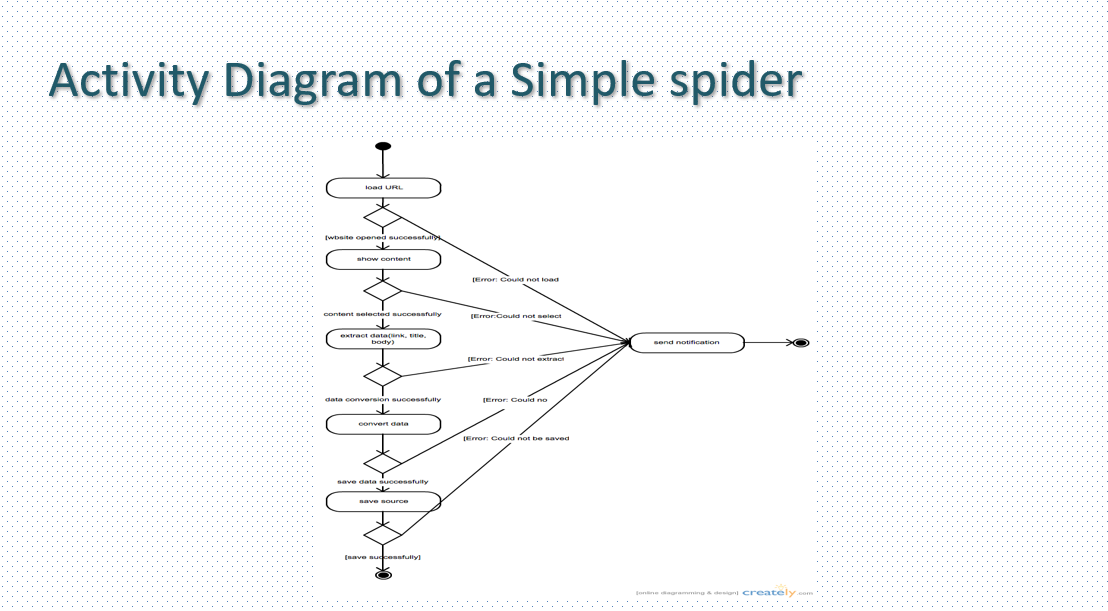 Activity Diagram of a Simple spider
load URL
[wbsite opened successfully]
show content
[Error: Could not load
content selected successfully
[Error:Could not select
extract data(link, title,
body)
send notification
[Error: Could not extract
data conversion successfully
[Error: Could no
convert data
[Error: Could not be saved
save data successfully
save source
[save successfully]
[online diagramming & design] creately.com